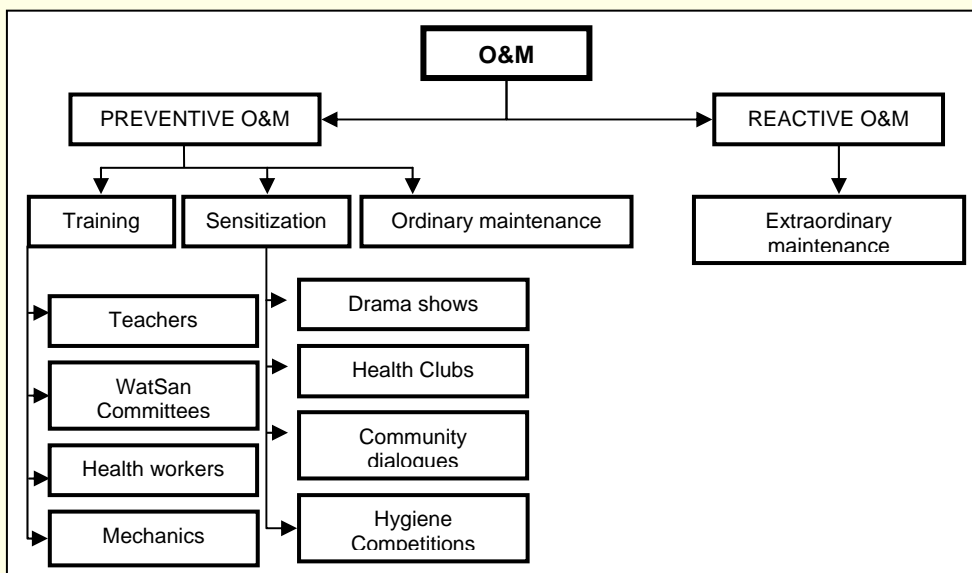 O&M
PREVENTIVE O&M
REACTIVE O&M
Training
Sensitization
Ordinary maintenance
Extraordinary
maintenance
Teachers
WatSan
Committees
Health workers
Mechanics
Drama shows
Health Clubs
Community
dialogues
Hygiene
Competitions